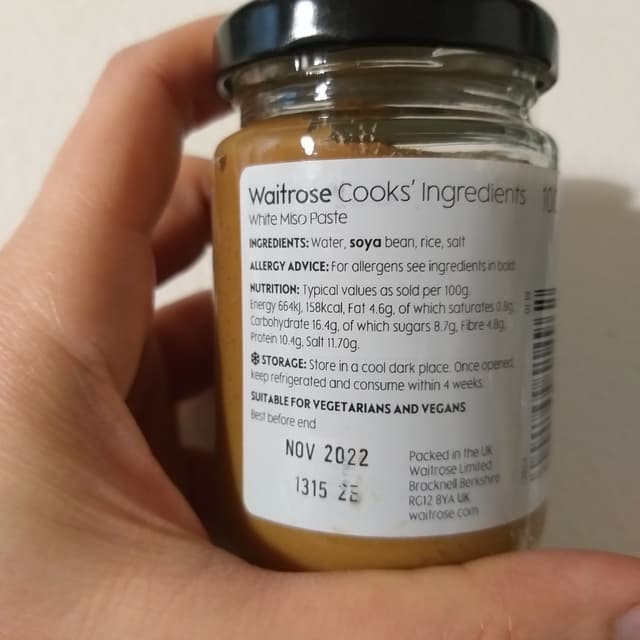 Waitrose Cooks' Ingredients
White Miso Paste
INGREDIENTS: Water, soya bean, rice, salt
ALLERGY ADVICE: For allergens see ingredients in bold.
NUTRITION: Typical values as sold per 100g.
Energy 664kJ, 158kcal, Fat 4.6g, of which saturates 0.8g,
Carbohydrate 16.4g, of which sugars 8.7g, Fibre 4.8g,
Protein 10.4g, Salt 11.70g.
STORAGE: Store in a cool dark place. Once opened,
keep refrigerated and consume within 4 weeks.
SUITABLE FOR VEGETARIANS AND VEGANS
Best before end
NOV 2022
1315 2E
Packed in the UK
Waitrose Limited
Bracknell Berkshire
RG12 8YA UK
waitrose.com